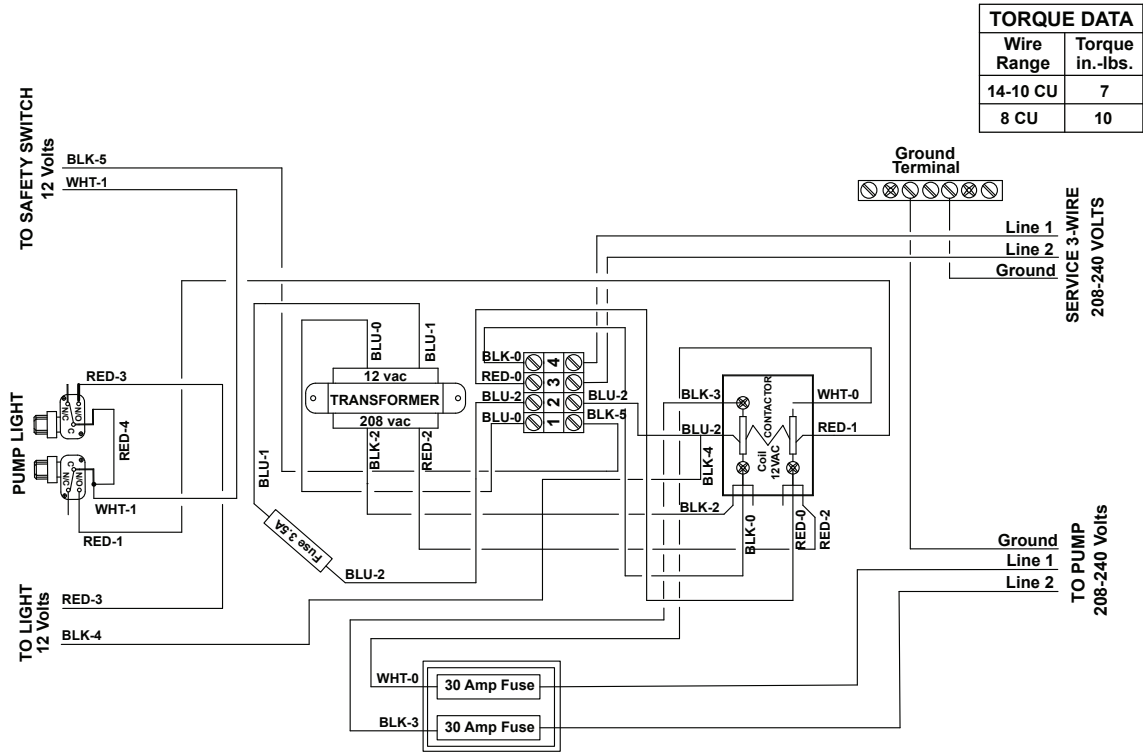 TORQUE DATA
Wire Range
Torque in.-lbs.
14-10 CU
7
8 CU
10
TO SAFETY SWITCH
12 Volts
BLK-5
WHT-1
Ground
Terminal
Line 1
Line 2
Ground
SERVICE 3-WIRE
208-240 VOLTS
BLU-0
BLU-1
12 vac
TRANSFORMER
208 vac
BLK-2
RED-2
BLK-0
RED-0
BLU-2
BLU-0
4
3
2
1
BLU-2
BLK-5
BLK-3
WHT-0
BLU-2
RED-1
CONTACTOR
Coil
12VAC
BLK-4
BLK-2
BLK-0
RED-0
RED-2
PUMP LIGHT
RED-3
N/C
N/O
C
RED-4
C
N/C
N/O
WHT-1
RED-1
BLU-1
Fuse 3.5A
BLU-2
Ground
Line 1
Line 2
TO PUMP
208-240 Volts
TO LIGHT
12 Volts
RED-3
BLK-4
WHT-0
30 Amp Fuse
BLK-3
30 Amp Fuse